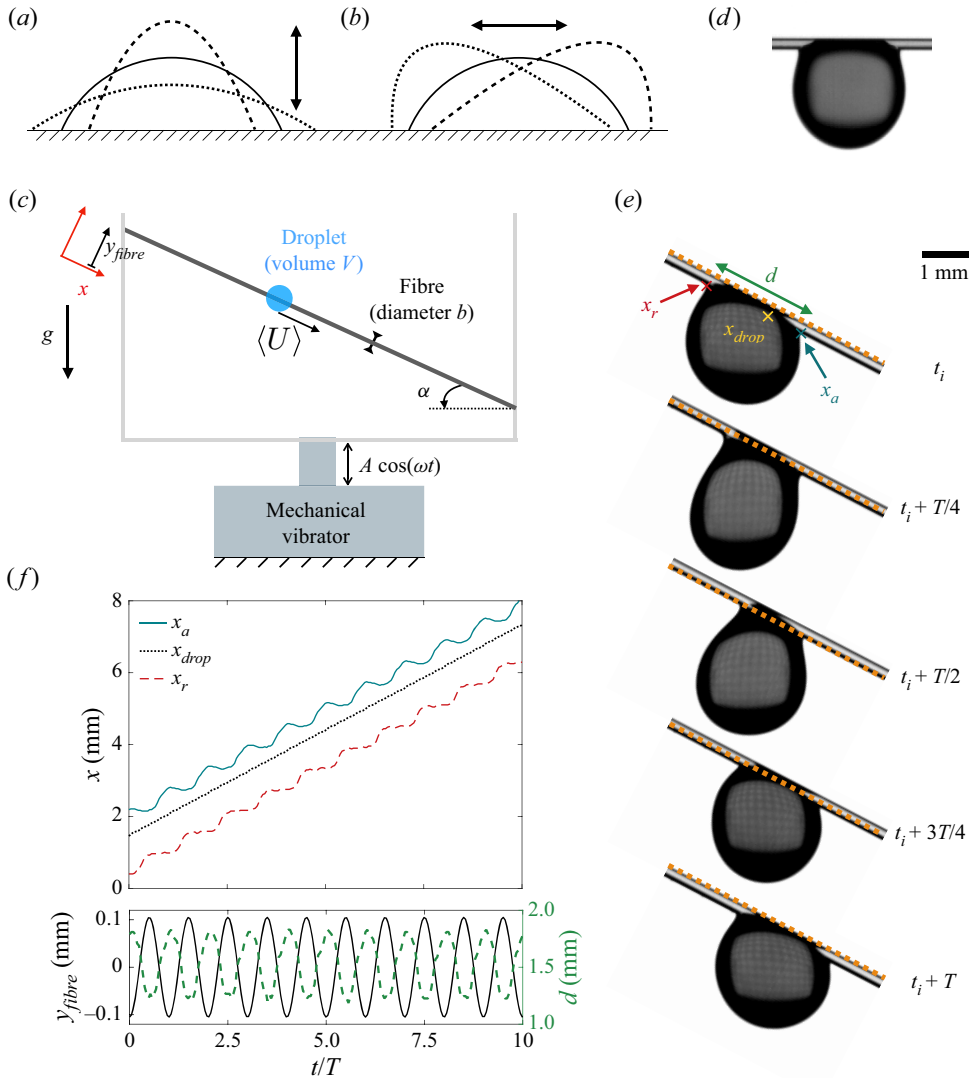 (a)
(b)
(d)
(c)
(e)
y_fibre
x
g
Droplet
(volume V)
⟨U⟩
Fibre
(diameter b)
α
A cos(ωt)
Mechanical
vibrator
1 mm
d
x_r
x_drop
x_a
t_i
t_i + T/4
t_i + T/2
t_i + 3T/4
t_i + T
(f)
8
6
4
2
0
x (mm)
x_a
x_drop
x_r
0.1
0
−0.1
y_fibre (mm)
2.0
1.5
1.0
d (mm)
0 2.5 5.0 7.5 10
t/T